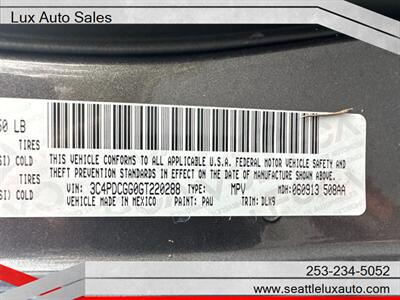 Lux Auto Sales
50 LB
TIRES
SI) COLD
TIRES
SI) COLD
THIS VEHICLE CONFORMS TO ALL APPLICABLE U.S.A. FEDERAL MOTOR VEHICLE SAFETY AND
THEFT PREVENTION STANDARDS IN EFFECT ON THE DATE OF MANUFACTURE SHOWN ABOVE.
VIN: 3C4PDCGG0GT220288 TYPE: MPV MDH: 060913 508AA
VEHICLE MADE IN MEXICO PAINT: PAU TRIM: DLX9
253-234-5052
www.seattleluxauto.com